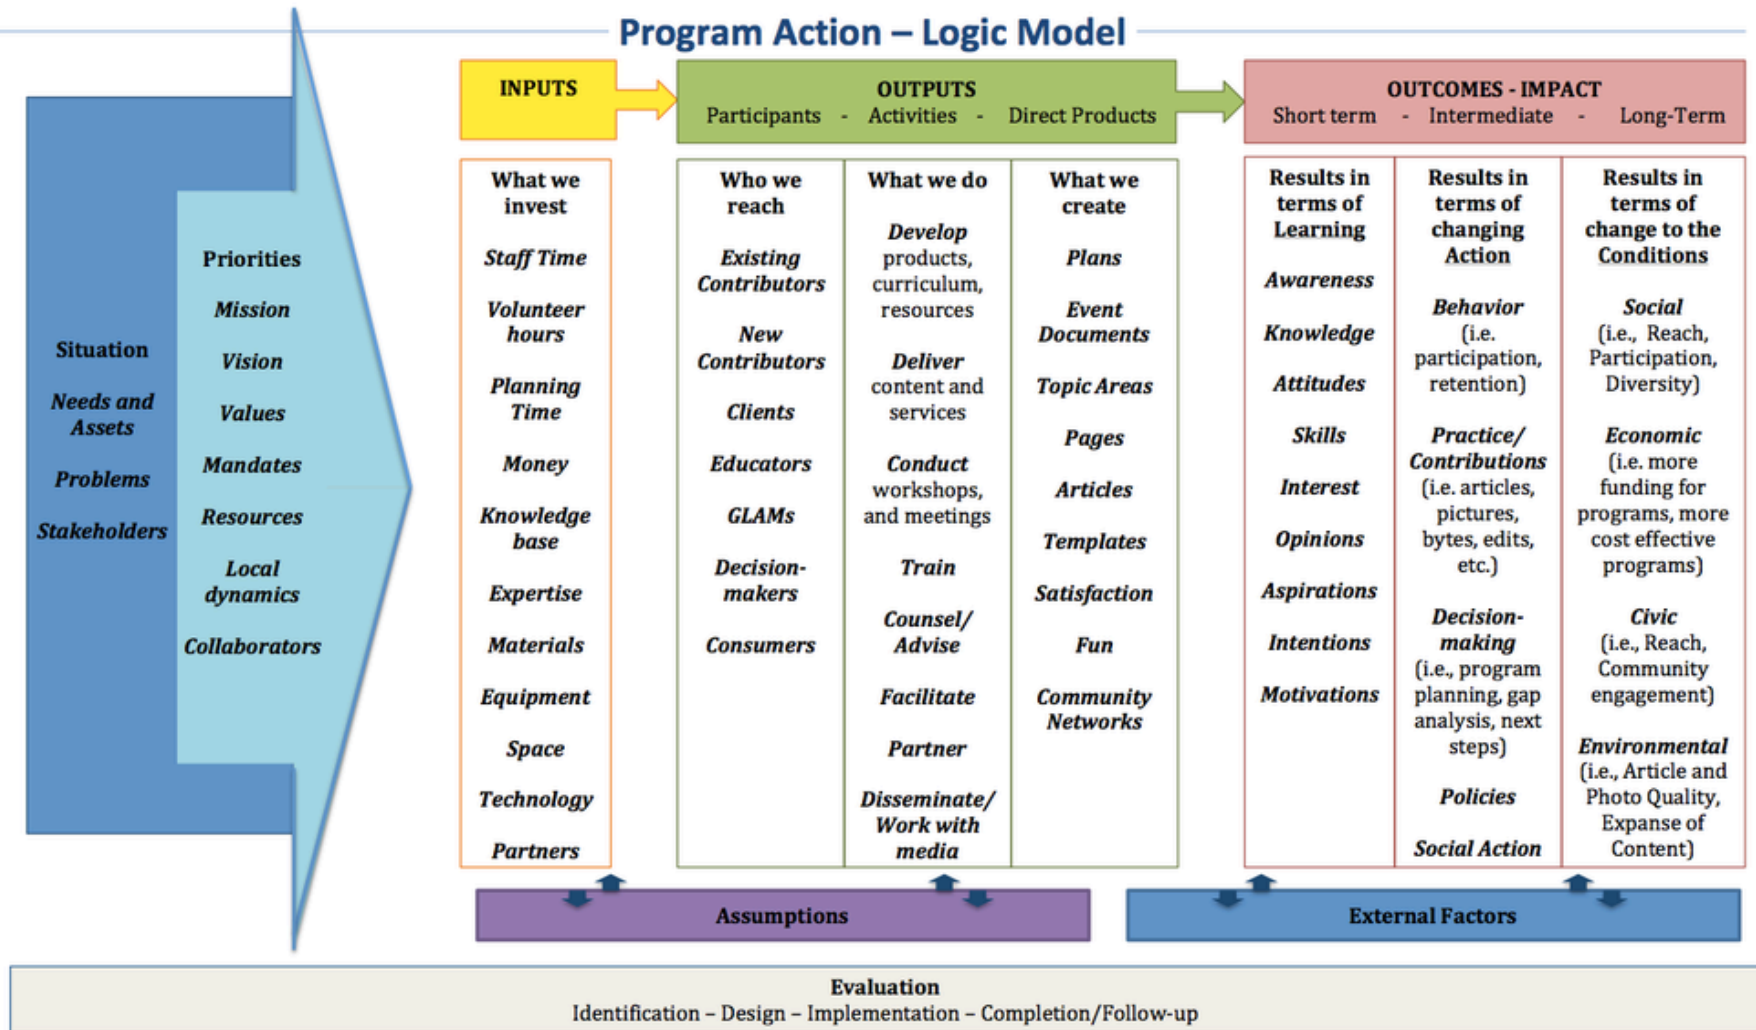 Program Action – Logic Model
Situation
Needs and
Assets
Problems
Stakeholders
Priorities
Mission
Vision
Values
Mandates
Resources
Local
dynamics
Collaborators
INPUTS
What we
invest
Staff Time
Volunteer
hours
Planning
Time
Money
Knowledge
base
Expertise
Materials
Equipment
Space
Technology
Partners
OUTPUTS
Participants - Activities - Direct Products
Who we
reach
Existing
Contributors
New
Contributors
Clients
Educators
GLAMs
Decision-
makers
Consumers
What we do
Develop
products,
curriculum,
resources
Deliver
content and
services
Conduct
workshops,
and meetings
Train
Counsel/
Advise
Facilitate
Partner
Disseminate/
Work with
media
What we
create
Plans
Event
Documents
Topic Areas
Pages
Articles
Templates
Satisfaction
Fun
Community
Networks
OUTCOMES - IMPACT
Short term - Intermediate - Long-Term
Results in
terms of
Learning
Awareness
Knowledge
Attitudes
Skills
Interest
Opinions
Aspirations
Intentions
Motivations
Results in
terms of
changing
Action
Behavior
(i.e.
participation,
retention)
Practice/
Contributions
(i.e. articles,
pictures,
bytes, edits,
etc.)
Decision-
making
(i.e., program
planning, gap
analysis, next
steps)
Policies
Social Action
Results in
terms of
change to the
Conditions
Social
(i.e., Reach,
Participation,
Diversity)
Economic
(i.e. more
funding for
programs, more
cost effective
programs)
Civic
(i.e., Reach,
Community
engagement)
Environmental
(i.e., Article and
Photo Quality,
Expanse of
Content)
Assumptions
External Factors
Evaluation
Identification – Design – Implementation – Completion/Follow-up